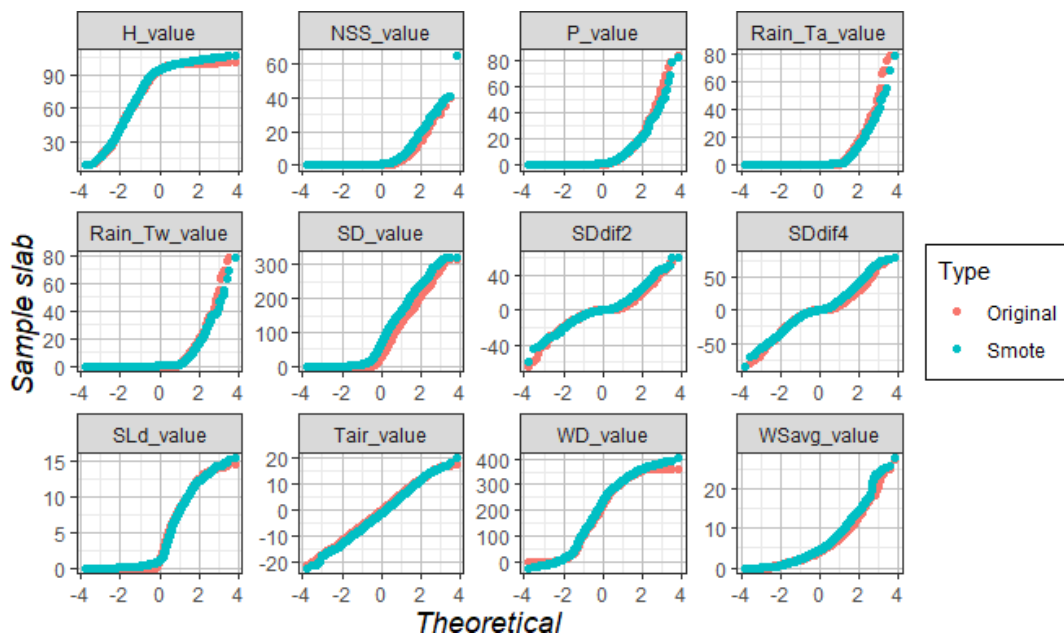 H_value NSS_value P_value Rain_Ta_value
90 60 30
60 40 20 0
80 60 40 20 0
80 60 40 20 0
-4 -2 0 2 4 -4 -2 0 2 4 -4 -2 0 2 4 -4 -2 0 2 4
Rain_Tw_value SD_value SDdif2 SDdif4
80 60 40 20 0
300 200 100 0
40 0 -40
50 0 -50
-4 -2 0 2 4 -4 -2 0 2 4 -4 -2 0 2 4 -4 -2 0 2 4
SLd_value Tair_value WD_value WSavg_value
15 10 5 0
20 10 0 -10 -20
400 300 200 100 0
20 10 0
-4 -2 0 2 4 -4 -2 0 2 4 -4 -2 0 2 4 -4 -2 0 2 4
Sample slab
Theoretical
Type
Original
Smote